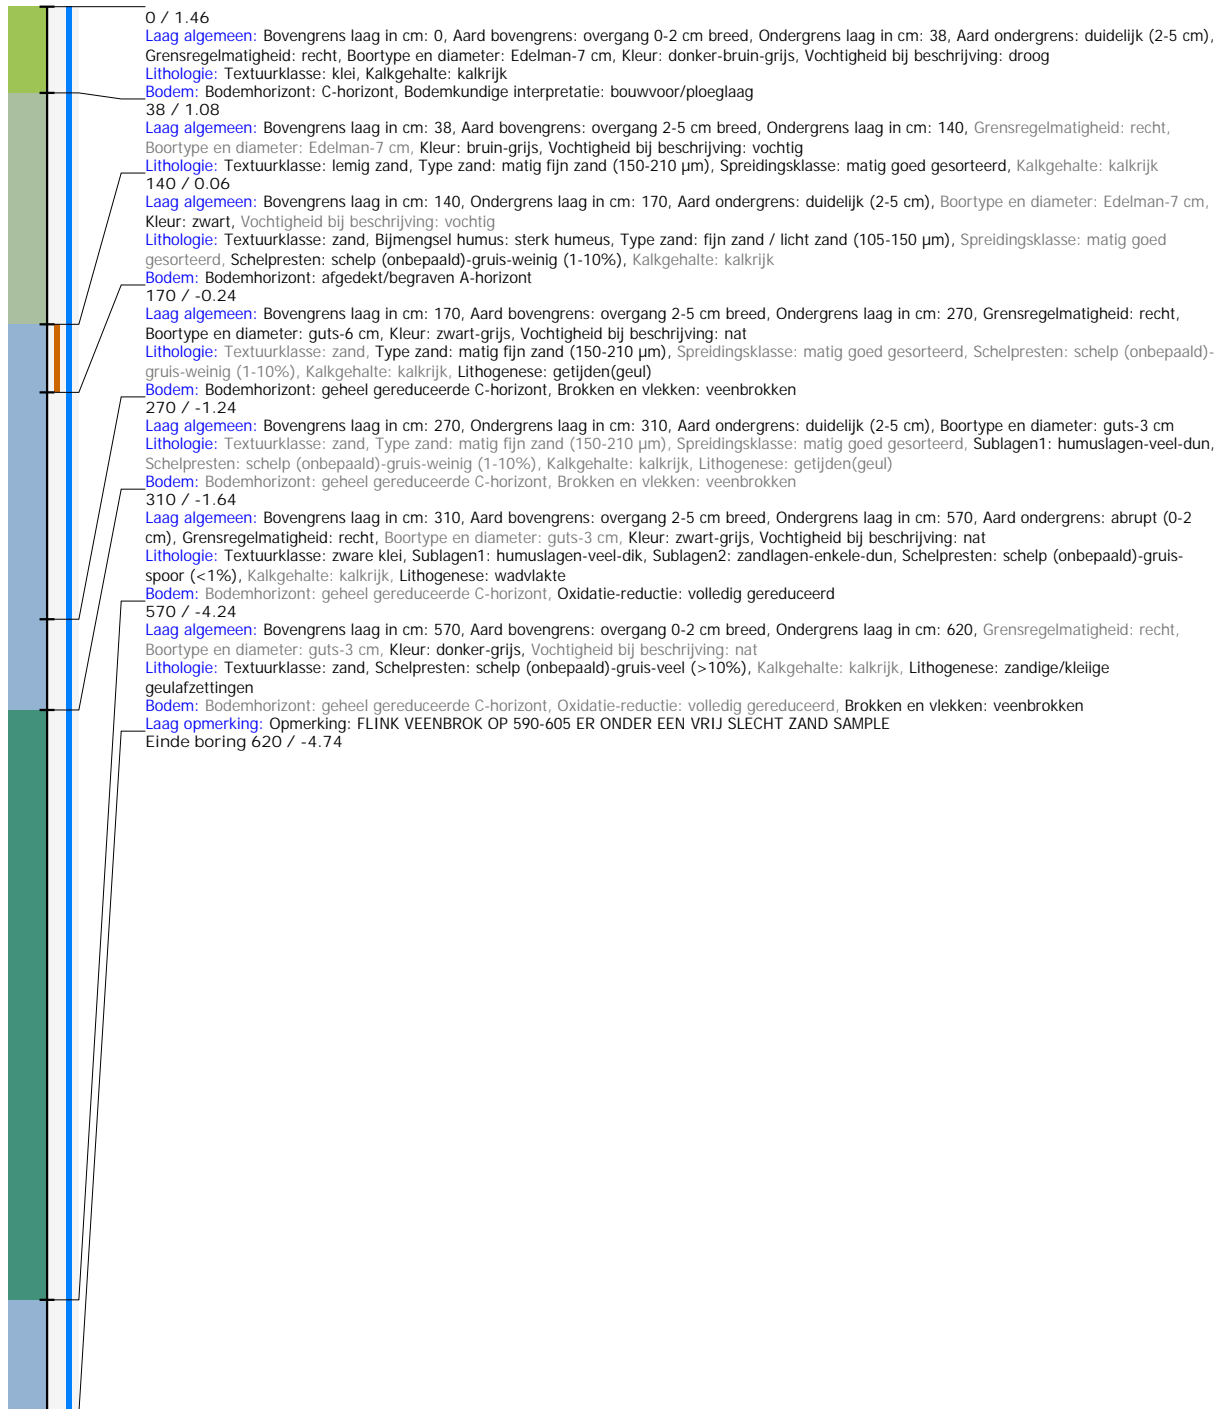 0 / 1.46
Laag algemeen: Bovengrens laag in cm: 0, Aard bovengrens: overgang 0-2 cm breed, Ondergrens laag in cm: 38, Aard ondergrens: duidelijk (2-5 cm),
Grensregelmatigheid: recht, Boortype en diameter: Edelman-7 cm, Kleur: donker-bruin-grijs, Vochtigheid bij beschrijving: droog
Lithologie: Textuurklasse: klei, Kalkgehalte: kalkrijk
Bodem: Bodemhorizont: C-horizont, Bodemkundige interpretatie: bouwvoor/ploeglaag
38 / 1.08
Laag algemeen: Bovengrens laag in cm: 38, Aard bovengrens: overgang 2-5 cm breed, Ondergrens laag in cm: 140, Grensregelmatigheid: recht,
Boortype en diameter: Edelman-7 cm, Kleur: bruin-grijs, Vochtigheid bij beschrijving: vochtig
Lithologie: Textuurklasse: lemig zand, Type zand: matig fijn zand (150-210 µm), Spreidingsklasse: matig goed gesorteerd, Kalkgehalte: kalkrijk
140 / 0.06
Laag algemeen: Bovengrens laag in cm: 140, Ondergrens laag in cm: 170, Aard ondergrens: duidelijk (2-5 cm), Boortype en diameter: Edelman-7 cm,
Kleur: zwart, Vochtigheid bij beschrijving: vochtig
Lithologie: Textuurklasse: zand, Bijmengsel humus: sterk humeus, Type zand: fijn zand / licht zand (105-150 µm), Spreidingsklasse: matig goed
gesorteerd, Schelpresten: schelp (onbepaald)-gruis-weinig (1-10%), Kalkgehalte: kalkrijk
Bodem: Bodemhorizont: afgedekt/begraven A-horizont
170 / -0.24
Laag algemeen: Bovengrens laag in cm: 170, Aard bovengrens: overgang 2-5 cm breed, Ondergrens laag in cm: 270, Grensregelmatigheid: recht,
Boortype en diameter: guts-6 cm, Kleur: zwart-grijs, Vochtigheid bij beschrijving: nat
Lithologie: Textuurklasse: zand, Type zand: matig fijn zand (150-210 µm), Spreidingsklasse: matig goed gesorteerd, Schelpresten: schelp (onbepaald)-
gruis-weinig (1-10%), Kalkgehalte: kalkrijk, Lithogenese: getijden(geul)
Bodem: Bodemhorizont: geheel gereduceerde C-horizont, Brokken en vlekken: veenbrokken
270 / -1.24
Laag algemeen: Bovengrens laag in cm: 270, Ondergrens laag in cm: 310, Aard ondergrens: duidelijk (2-5 cm), Boortype en diameter: guts-3 cm
Lithologie: Textuurklasse: zand, Type zand: matig fijn zand (150-210 µm), Spreidingsklasse: matig goed gesorteerd, Sublagen1: humuslagen-veel-dun,
Schelpresten: schelp (onbepaald)-gruis-weinig (1-10%), Kalkgehalte: kalkrijk, Lithogenese: getijden(geul)
Bodem: Bodemhorizont: geheel gereduceerde C-horizont, Brokken en vlekken: veenbrokken
310 / -1.64
Laag algemeen: Bovengrens laag in cm: 310, Aard bovengrens: overgang 2-5 cm breed, Ondergrens laag in cm: 570, Aard ondergrens: abrupt (0-2
cm), Grensregelmatigheid: recht, Boortype en diameter: guts-3 cm, Kleur: zwart-grijs, Vochtigheid bij beschrijving: nat
Lithologie: Textuurklasse: zware klei, Sublagen1: humuslagen-veel-dik, Sublagen2: zandlagen-enkele-dun, Schelpresten: schelp (onbepaald)-gruis-
spoor (<1%), Kalkgehalte: kalkrijk, Lithogenese: wadvlakte
Bodem: Bodemhorizont: geheel gereduceerde C-horizont, Oxidatie-reductie: volledig gereduceerd
570 / -4.24
Laag algemeen: Bovengrens laag in cm: 570, Aard bovengrens: overgang 0-2 cm breed, Ondergrens laag in cm: 620, Grensregelmatigheid: recht,
Boortype en diameter: guts-3 cm, Kleur: donker-grijs, Vochtigheid bij beschrijving: nat
Lithologie: Textuurklasse: zand, Schelpresten: schelp (onbepaald)-gruis-veel (>10%), Kalkgehalte: kalkrijk, Lithogenese: zandige/kleiige
geulafzettingen
Bodem: Bodemhorizont: geheel gereduceerde C-horizont, Oxidatie-reductie: volledig gereduceerd, Brokken en vlekken: veenbrokken
Laag opmerking: Opmerking: FLINK VEENBROK OP 590-605 ER ONDER EEN VRIJ SLECHT ZAND SAMPLE
Einde boring 620 / -4.74